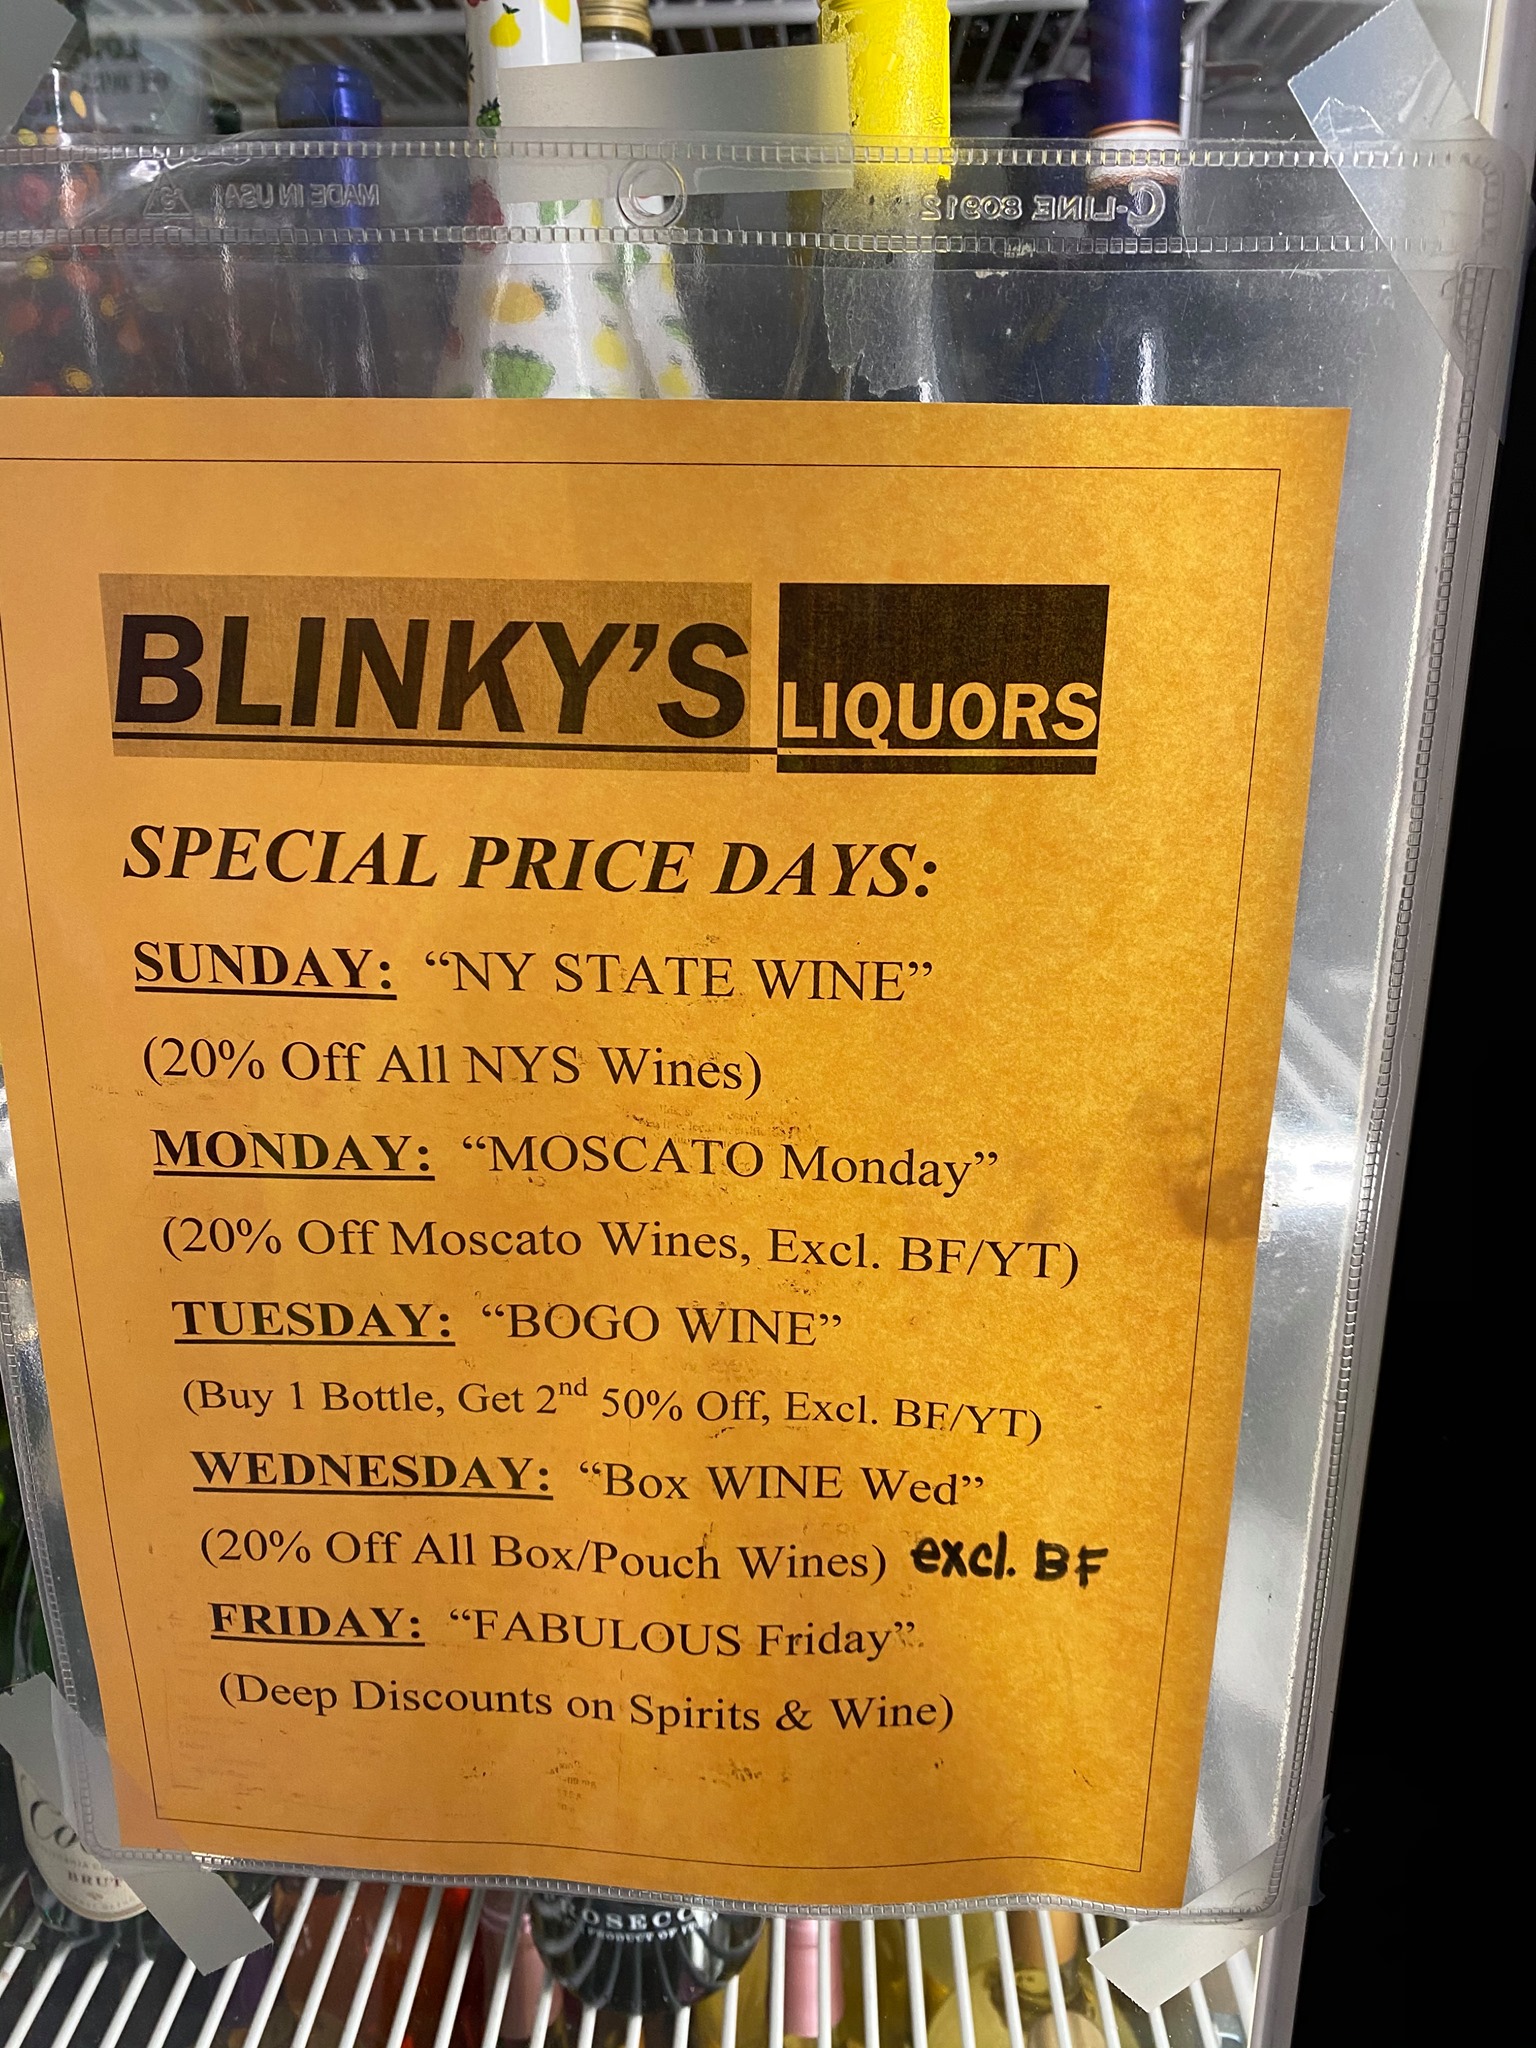 MADE IN USA
C-LINE 80912
BLINKY'S LIQUORS
SPECIAL PRICE DAYS:
SUNDAY: “NY STATE WINE”
(20% Off All NYS Wines)
MONDAY: “MOSCATO Monday”
(20% Off Moscato Wines, Excl. BF/YT)
TUESDAY: “BOGO WINE”
(Buy 1 Bottle, Get 2nd 50% Off, Excl. BF/YT)
WEDNESDAY: “Box WINE Wed”
(20% Off All Box/Pouch Wines) excl. BF
FRIDAY: “FABULOUS Friday”
(Deep Discounts on Spirits & Wine)
BRUT
ROSECC
PRODUCT OF